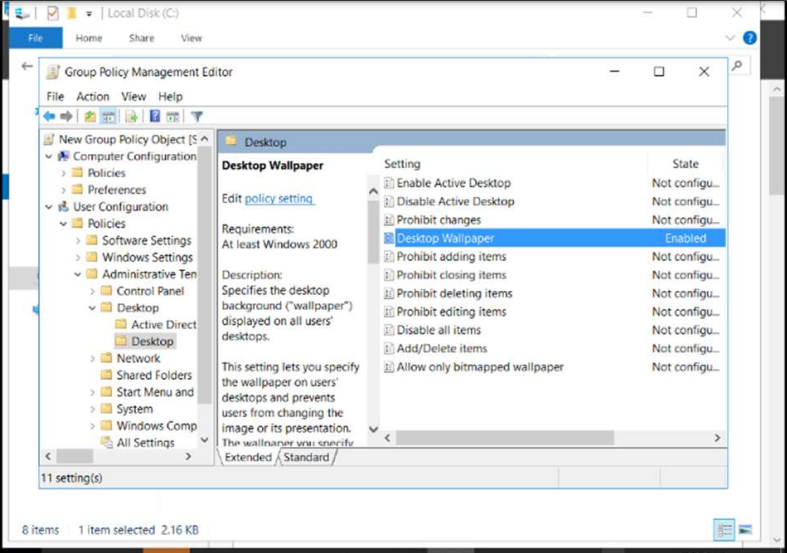 Local Disk (C:)
File Home Share View
Group Policy Management Editor
File Action View Help
New Group Policy Object [S
Computer Configuration
Policies
Preferences
User Configuration
Policies
Software Settings
Windows Settings
Administrative Ten
Control Panel
Desktop
Active Direct
Desktop
Network
Shared Folders
Start Menu and
System
Windows Comp
All Settings
Desktop
Desktop Wallpaper
Edit policy setting
Requirements:
At least Windows 2000
Description:
Specifies the desktop
background ("wallpaper")
displayed on all users'
desktops.
This setting lets you specify
the wallpaper on users'
desktops and prevents
users from changing the
image or its presentation.
The wallpaper you specify
Setting State
Enable Active Desktop Not configu...
Disable Active Desktop Not configu...
Prohibit changes Not configu...
Desktop Wallpaper Enabled
Prohibit adding items Not configu...
Prohibit closing items Not configu...
Prohibit deleting items Not configu...
Prohibit editing items Not configu...
Disable all items Not configu...
Add/Delete items Not configu...
Allow only bitmapped wallpaper Not configu...
Extended Standard
11 setting(s)
8 items 1 item selected 2.16 KB